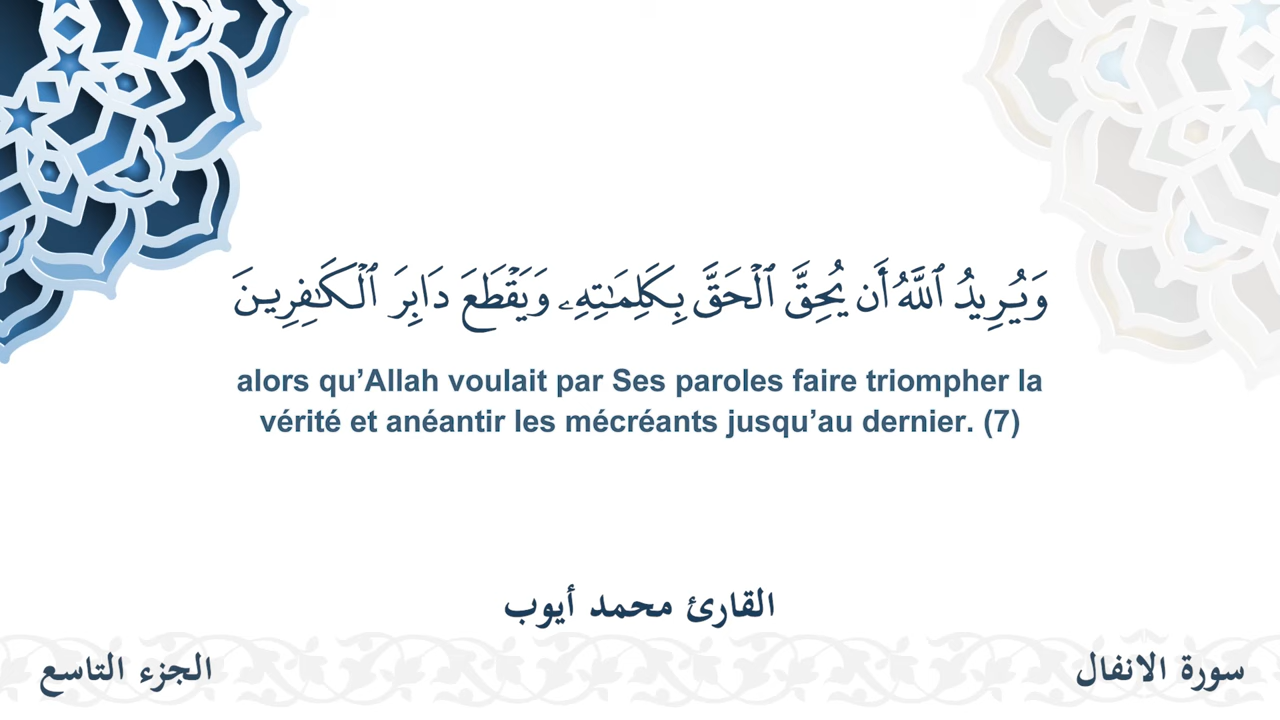 وَيُرِيدُ ٱللَّهُ أَن يُحِقَّ ٱلْحَقَّ بِكَلِمَـٰتِهِۦ وَيَقْطَعَ دَابِرَ ٱلْكَـٰفِرِينَ
alors qu’Allah voulait par Ses paroles faire triompher la
vérité et anéantir les mécréants jusqu’au dernier. (7)
القارئ محمد أيوب
سورة الانفال
الجزء التاسع